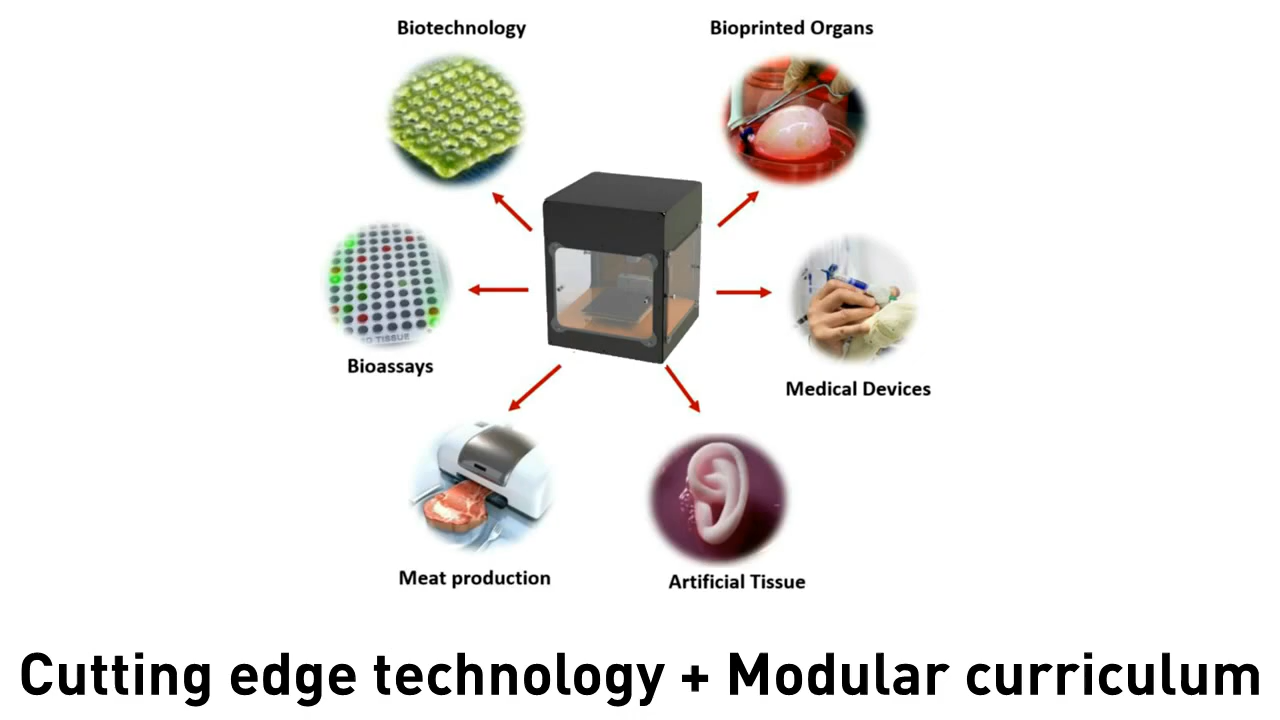 Biotechnology
Bioprinted Organs
Bioassays
Medical Devices
Meat production
Artificial Tissue
Cutting edge technology + Modular curriculum